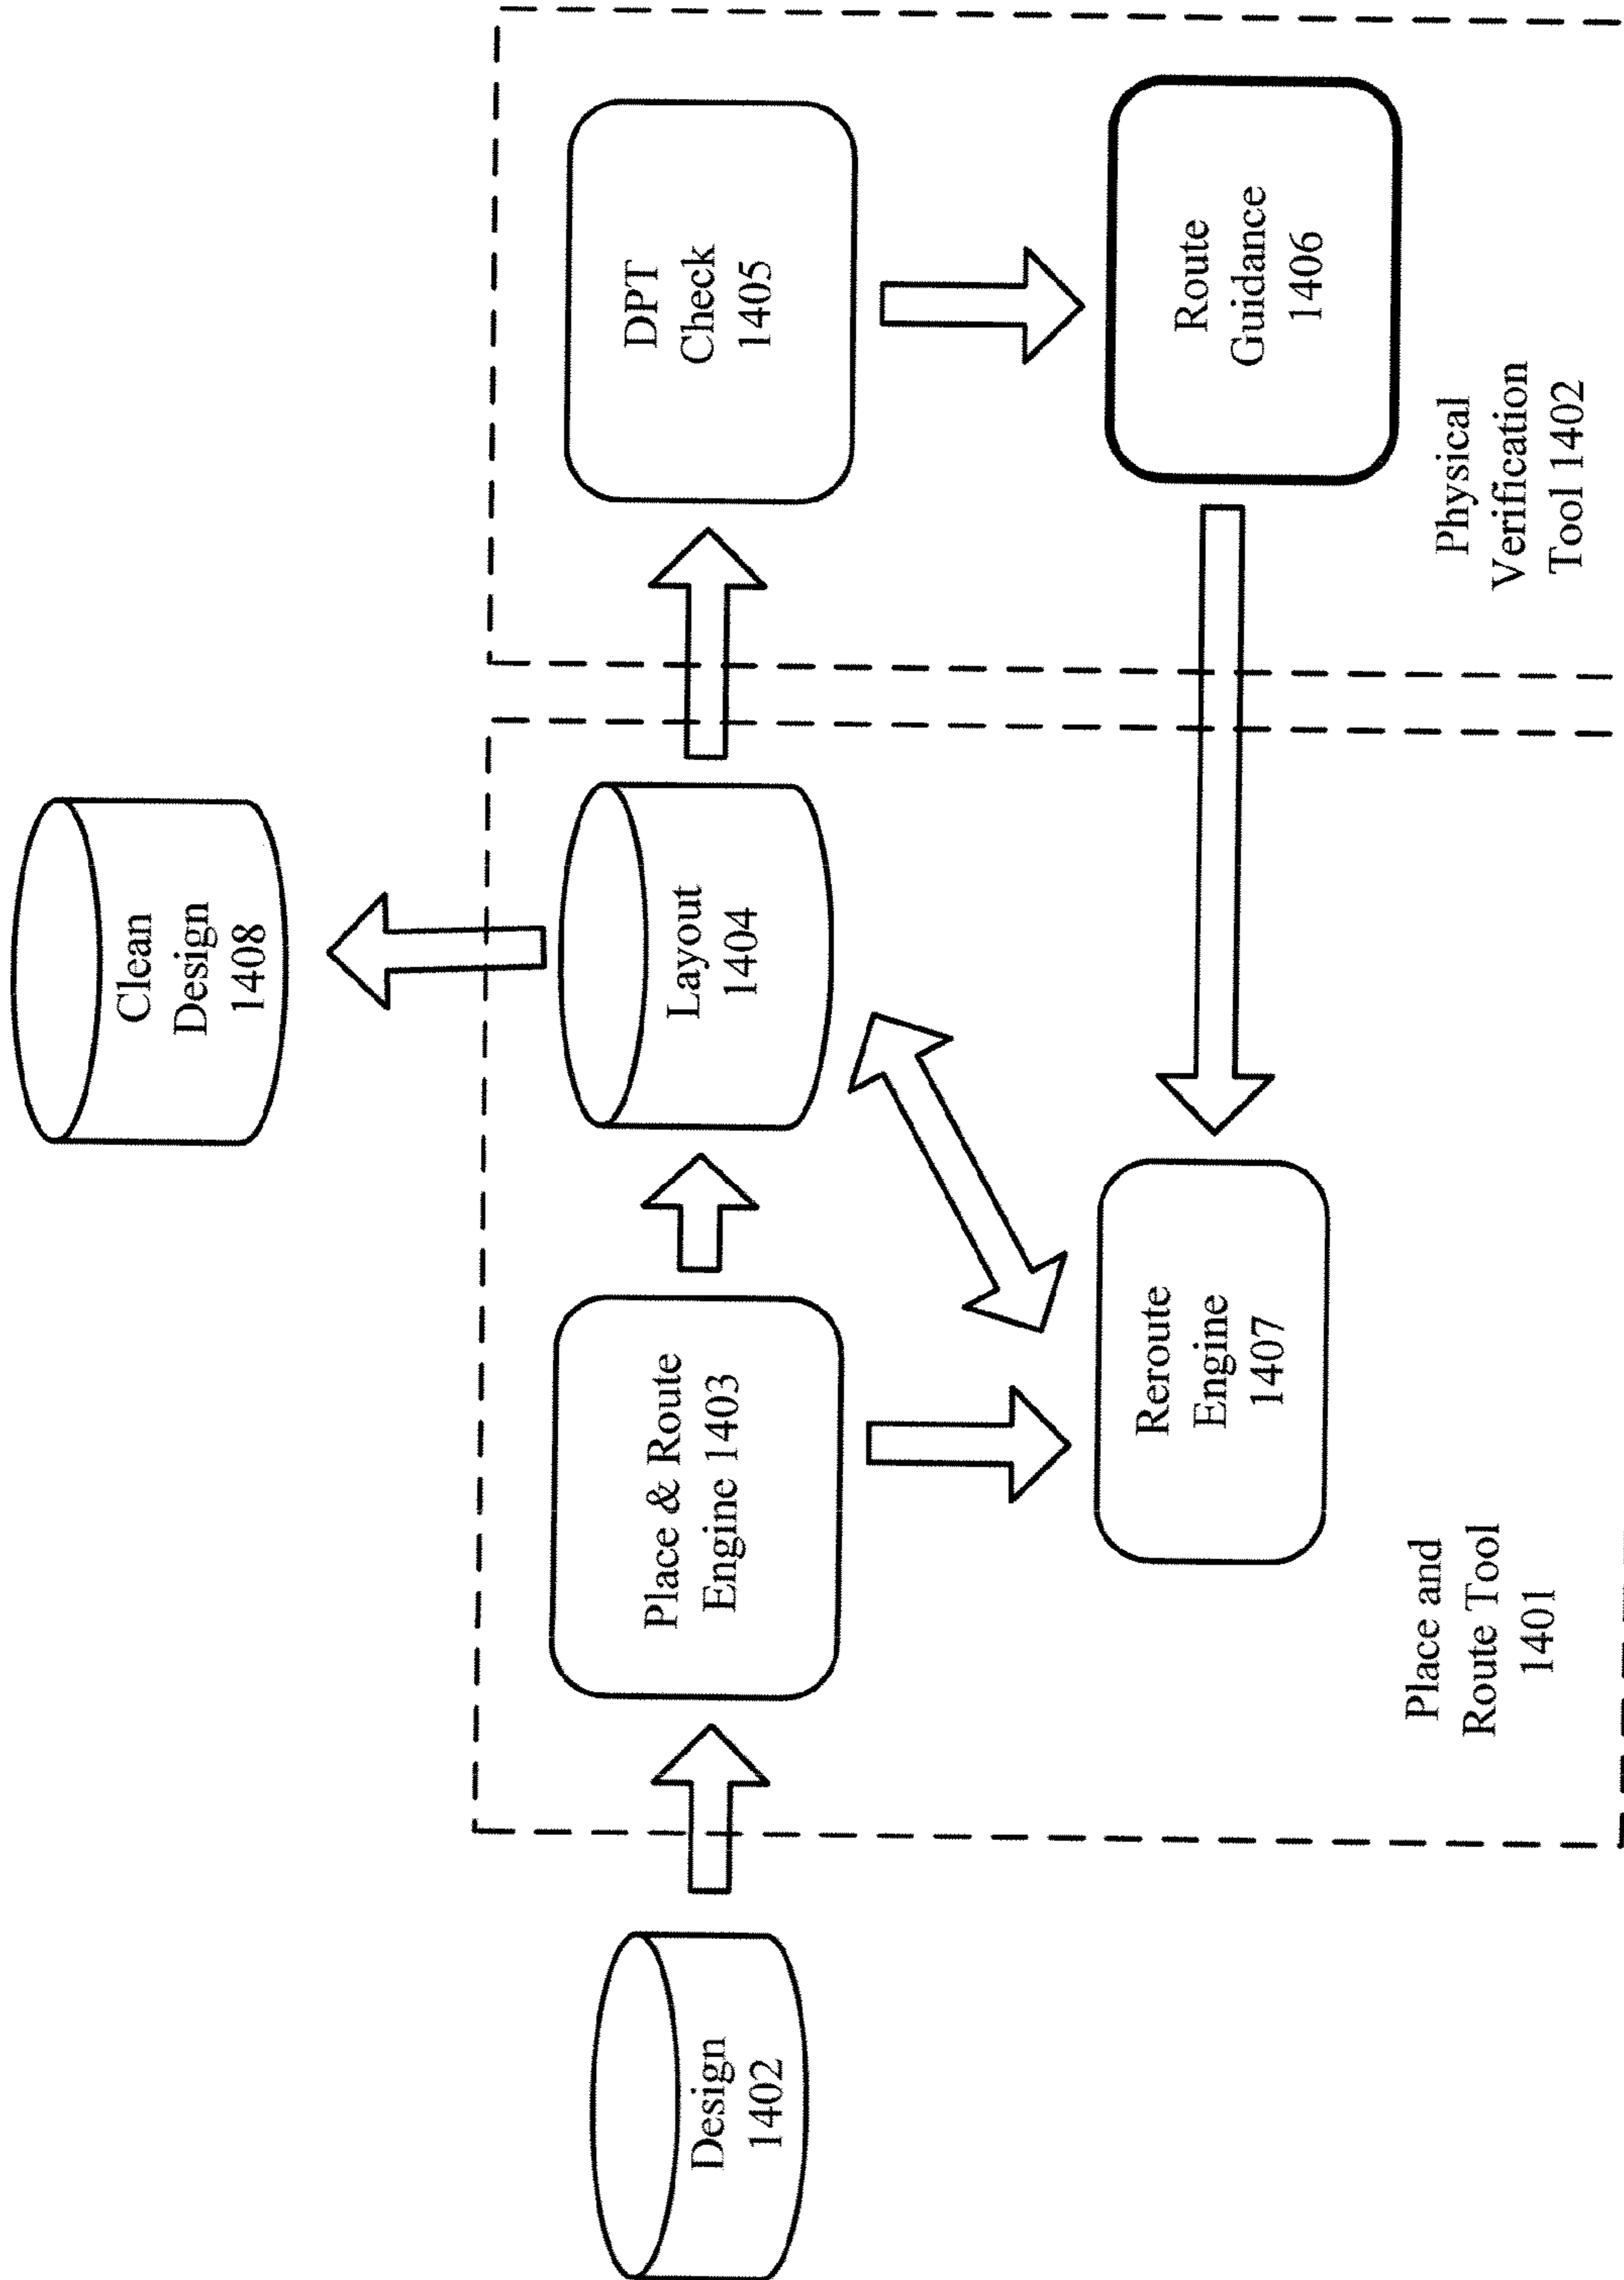 Clean
Design
1408
Design
1402
Place & Route
Engine 1403
Layout
1404
DPT
Check
1405
Reroute
Engine
1407
Route
Guidance
1406
Place and
Route Tool
1401
Physical
Verification
Tool 1402